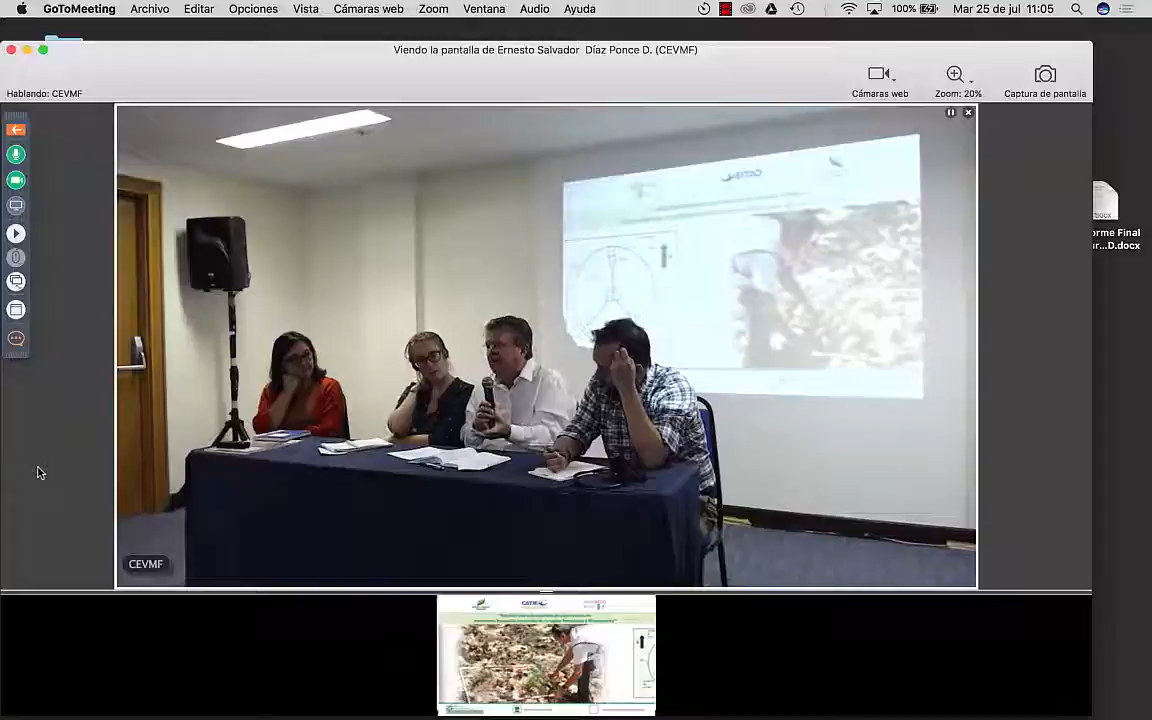 GoToMeeting Archivo Editar Opciones Vista Cámaras web Zoom Ventana Audio Ayuda 100% Mar 25 de jul 11:05
Viendo la pantalla de Ernesto Salvador Díaz Ponce D. (CEVMF)
Hablando: CEVMF
Cámaras web Zoom: 20% Captura de pantalla
orme Final
ur...D.docx
CEVMF
CATIE